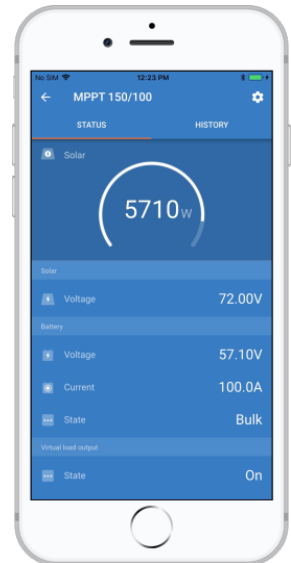 No SIM 12:23 PM
MPPT 150/100
STATUS HISTORY
Solar
5710W
Solar
Voltage 72.00V
Battery
Voltage 57.10V
Current 100.0A
State Bulk
Virtual load output
State On